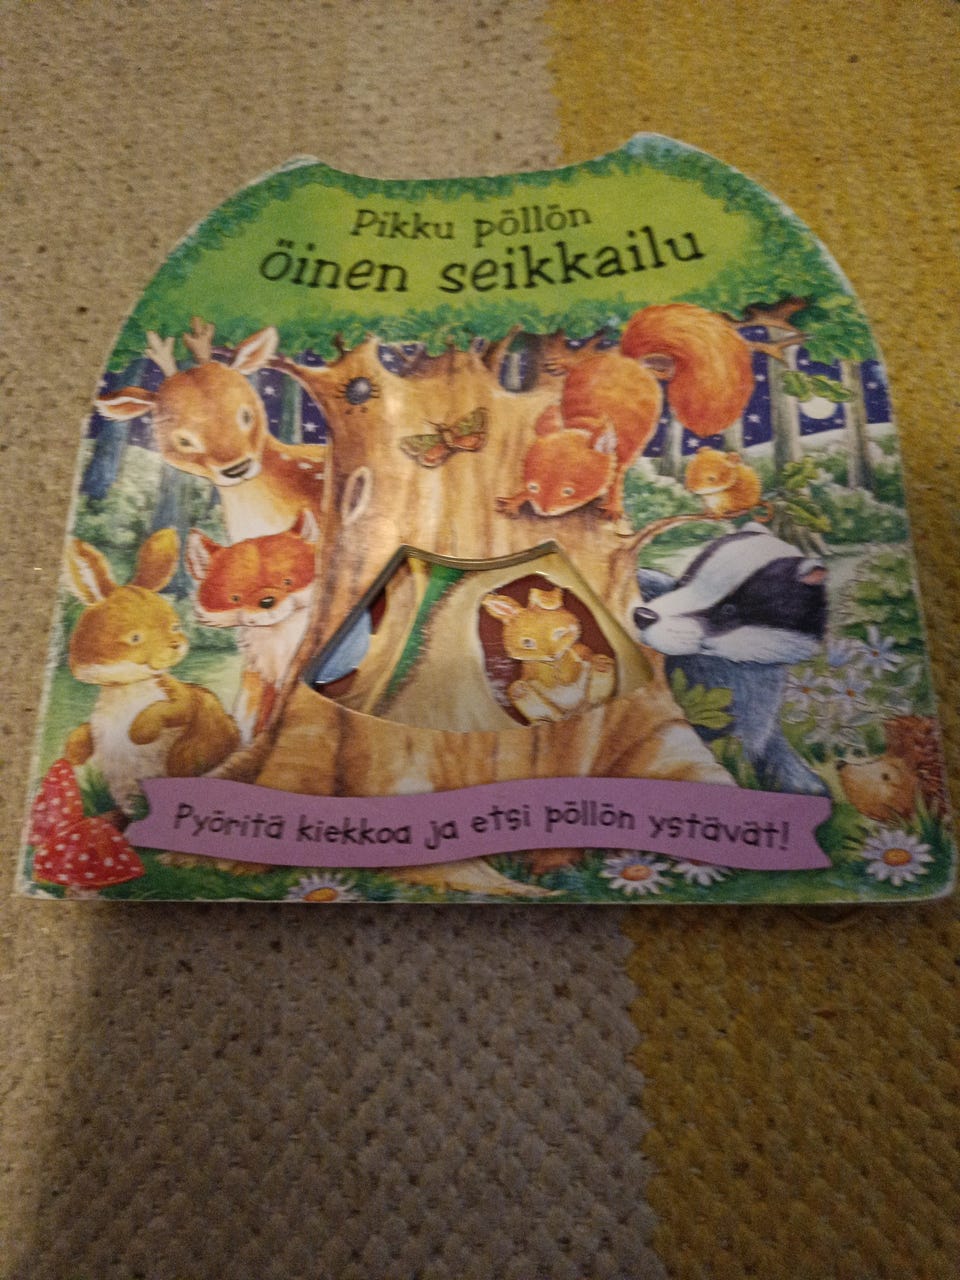 Pikku pöllön
öinen seikkailu
Pyöritä kiekkoa ja etsi pöllön ystävät!